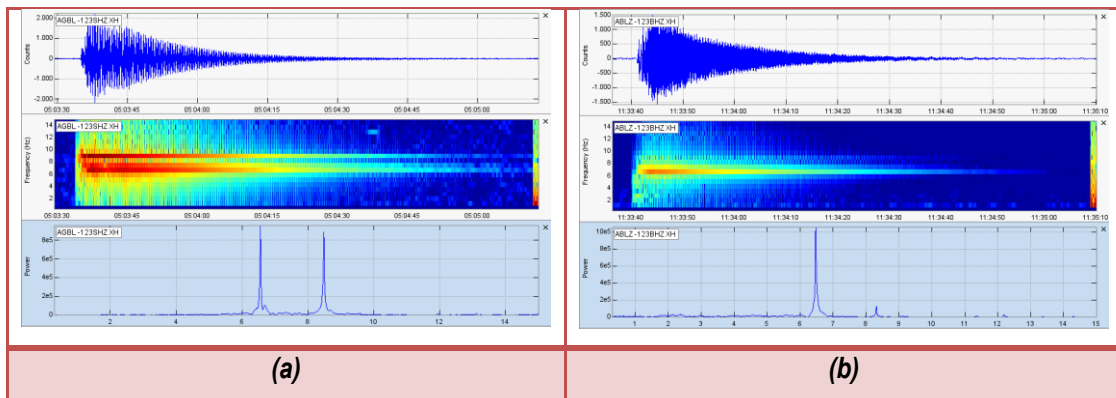 AGBL -123SHZ XH
Counts
2.000
1.000
0
-1.000
-2.000
05:03:30 05:03:45 05:04:00 05:04:15 05:04:30 05:04:45 05:05:00
AGBL -123SHZ XH
Frequency (Hz)
14
12
10
8
6
4
2
05:03:30 05:03:45 05:04:00 05:04:15 05:04:30 05:04:45 05:05:00
AGBL -123SHZ XH
Power
8e5
6e5
4e5
2e5
0
2 4 6 8 10 12 14
(a)
ABLZ -123BHZ XH
Counts
1.500
1.000
500
0
-500
-1.000
-1.500
11:33:40 11:33:50 11:34:00 11:34:10 11:34:20 11:34:30 11:34:40 11:34:50 11:35:00 11:35:10
ABLZ -123BHZ XH
Frequency (Hz)
14
12
10
8
6
4
2
11:33:40 11:33:50 11:34:00 11:34:10 11:34:20 11:34:30 11:34:40 11:34:50 11:35:00 11:35:10
ABLZ -123BHZ XH
Power
10e5
8e5
6e5
4e5
2e5
0
1 2 3 4 5 6 7 8 9 10 11 12 13 14 15
(b)